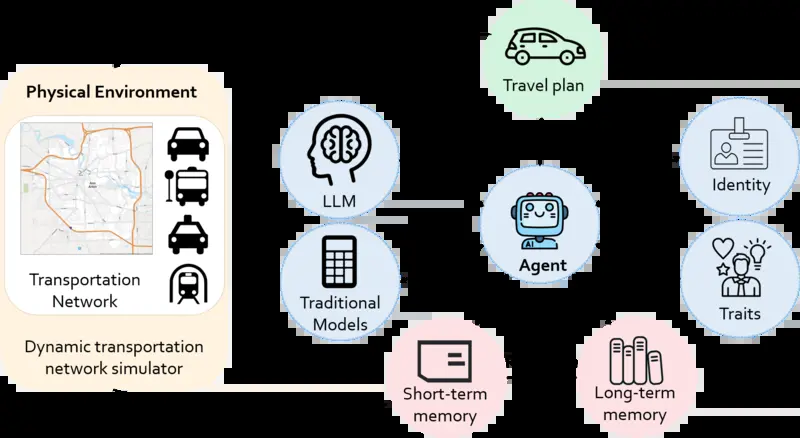 Physical Environment
Transportation
Network
Dynamic transportation
network simulator
LLM
Traditional
Models
Travel plan
AI
Agent
Short-term
memory
Long-term
memory
Identity
Traits